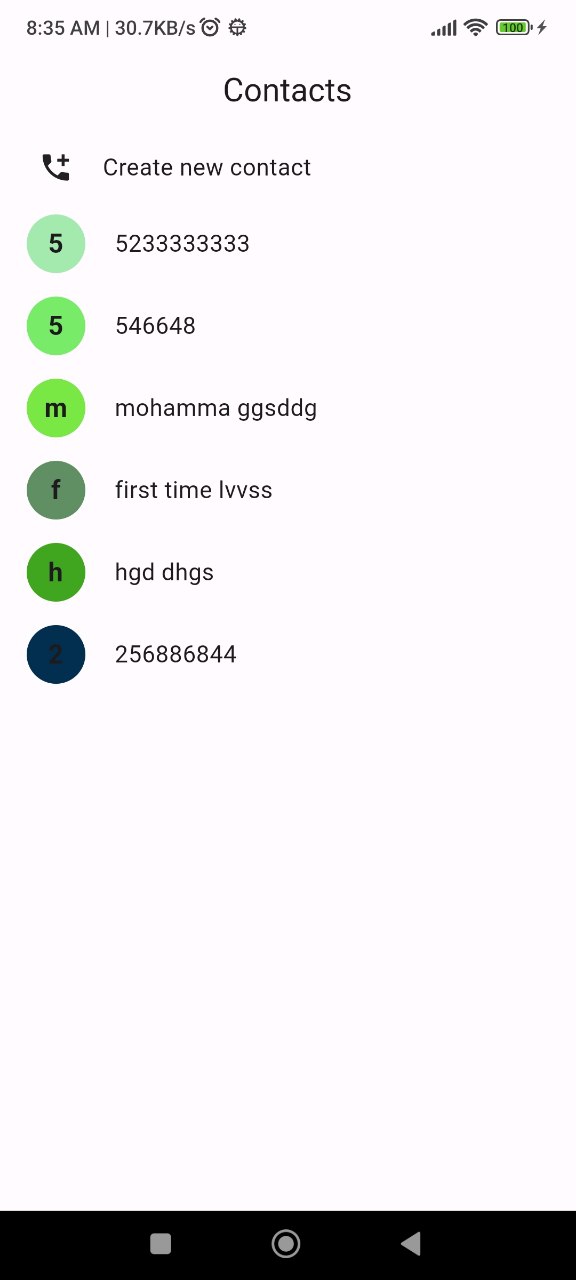 8:35 AM | 30.7KB/s
100
Contacts
Create new contact
5 5233333333
5 546648
m mohamma ggsddg
f first time lvvss
h hgd dhgs
2 256886844